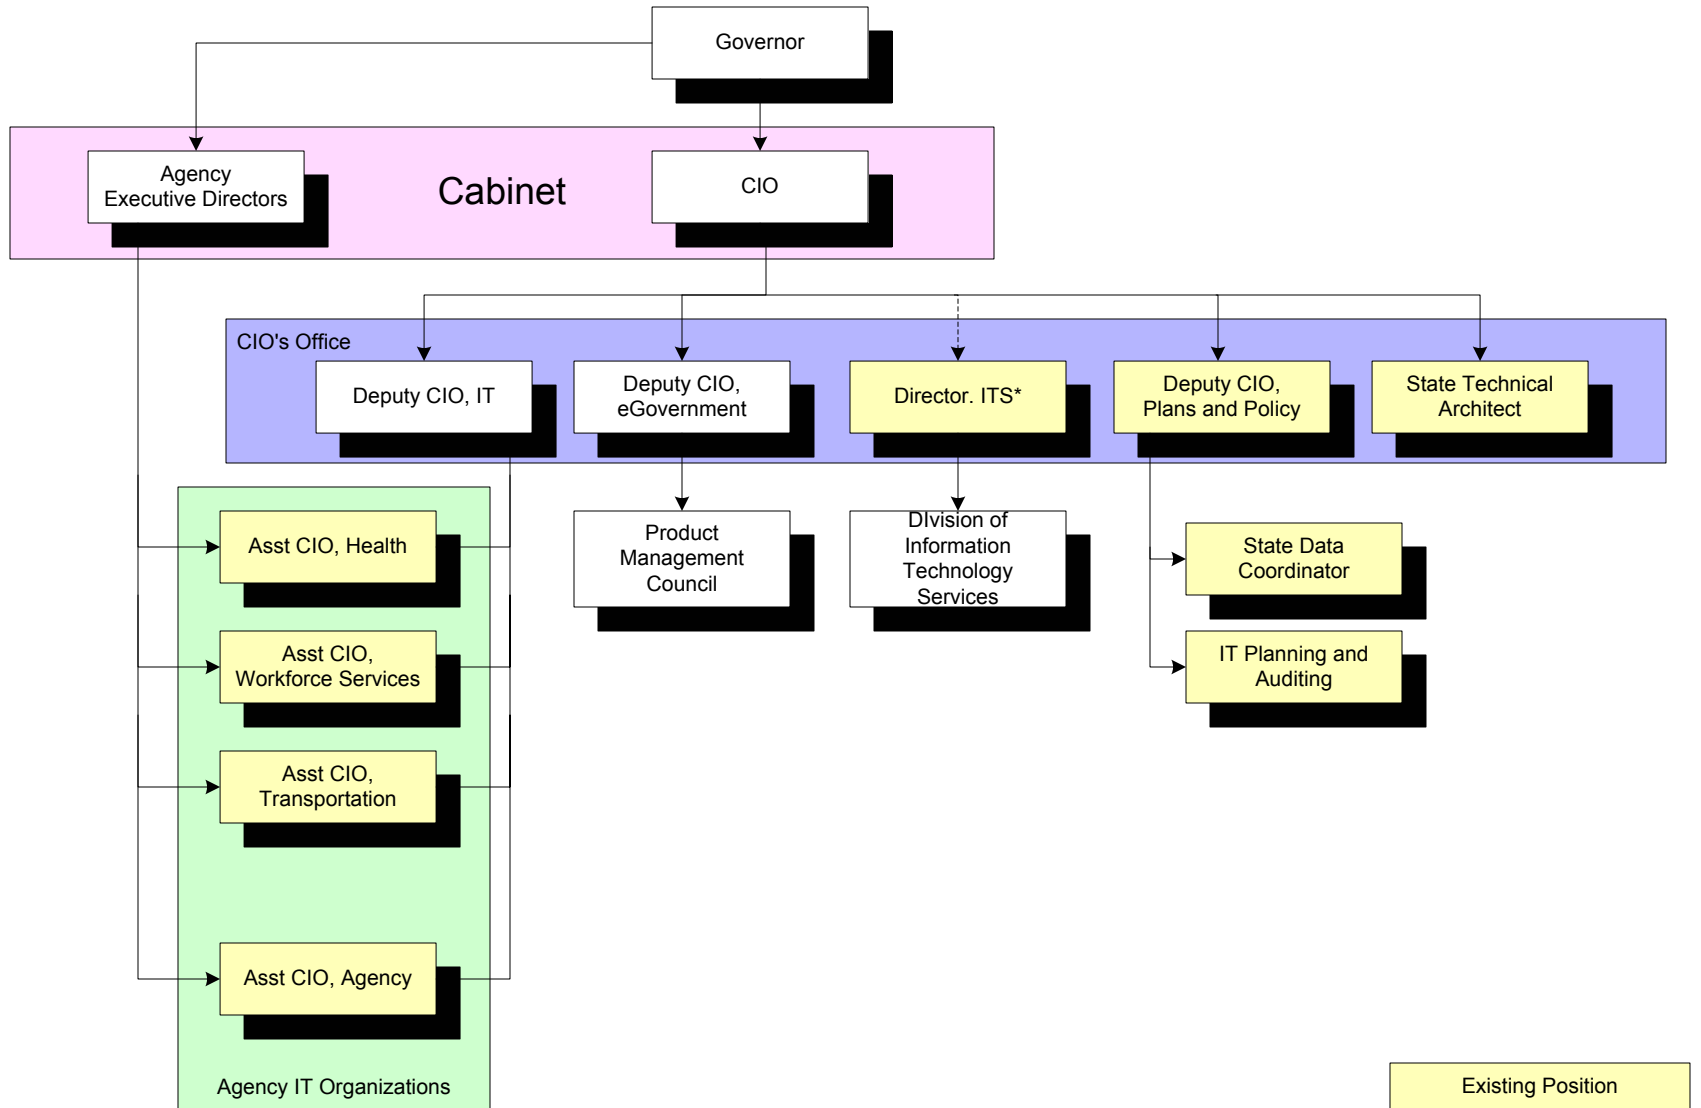 Governor
Agency
Executive Directors
Cabinet
CIO
CIO's Office
Deputy CIO, IT
Deputy CIO,
eGovernment
Director. ITS*
Deputy CIO,
Plans and Policy
State Technical
Architect
Asst CIO, Health
Product
Management
Council
DIvision of
Information
Technology
Services
State Data
Coordinator
Asst CIO,
Workforce Services
IT Planning and
Auditing
Asst CIO,
Transportation
Asst CIO, Agency
Agency IT Organizations
Existing Position